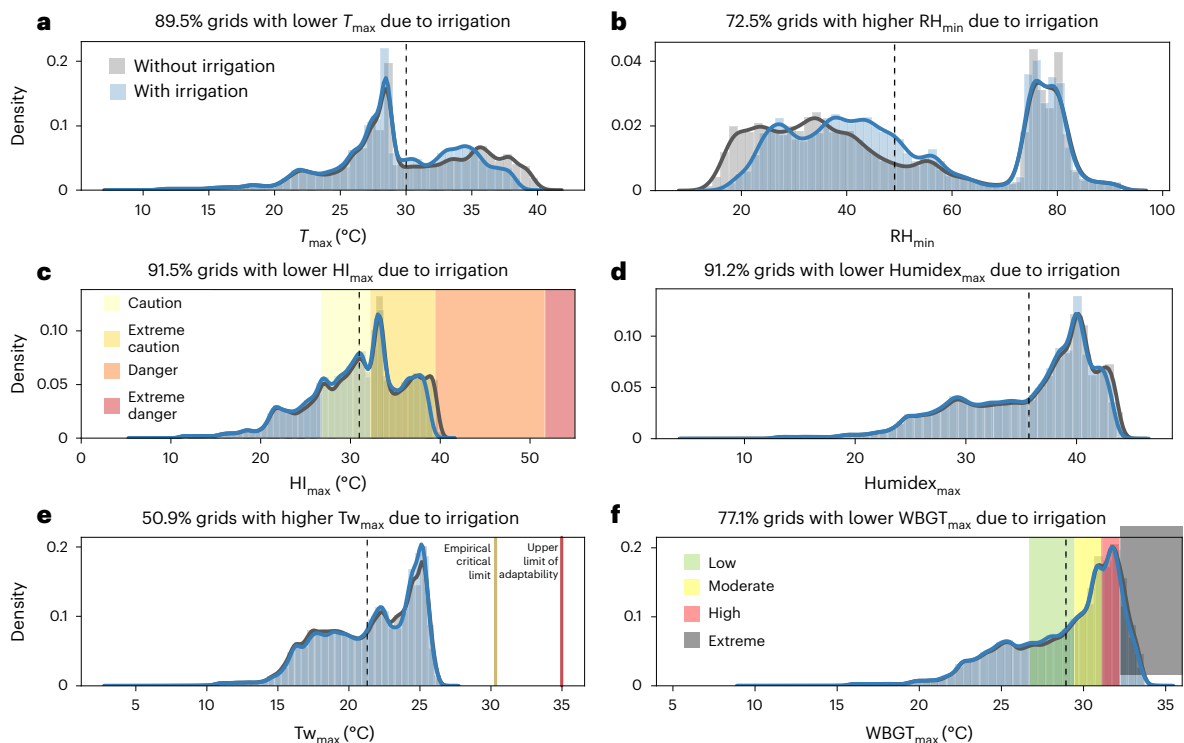 a
89.5% grids with lower Tmax due to irrigation
b
72.5% grids with higher RHmin due to irrigation
0.2
0.1
0
Density
Without irrigation
With irrigation
10 15 20 25 30 35 40
Tmax (°C)
0.04
0.02
0
20 40 60 80 100
RHmin
c
91.5% grids with lower HImax due to irrigation
d
91.2% grids with lower Humidexmax due to irrigation
0.10
0.05
0
Density
Caution
Extreme
caution
Danger
Extreme
danger
0 10 20 30 40 50
HImax (°C)
0.10
0.05
0
10 20 30 40
Humidexmax
e
50.9% grids with higher Twmax due to irrigation
f
77.1% grids with lower WBGTmax due to irrigation
0.2
0.1
0
Density
Empirical
critical
limit
Upper
limit of
adaptability
5 10 15 20 25 30 35
Twmax (°C)
0.2
0.1
0
Low
Moderate
High
Extreme
5 10 15 20 25 30 35
WBGTmax (°C)